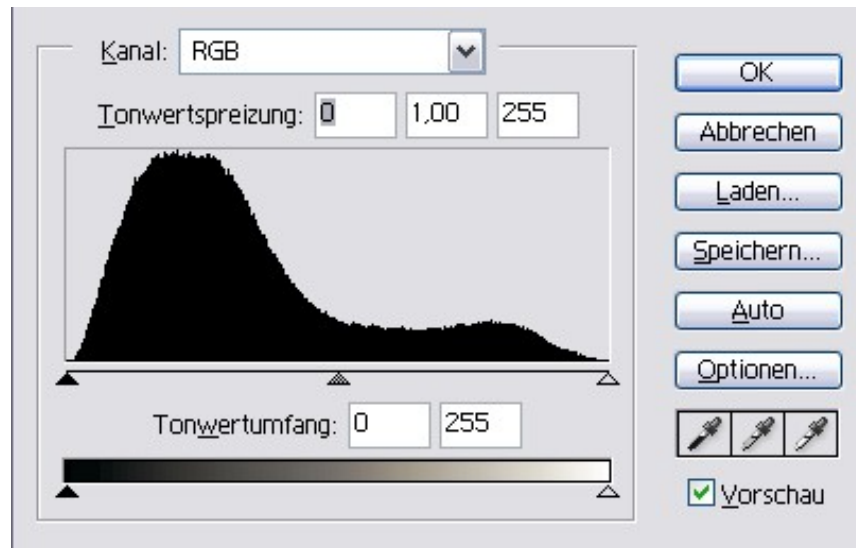 Kanal: RGB
Tonwertspreizung: 0 1,00 255
Tonwertumfang: 0 255
OK
Abbrechen
Laden...
Speichern...
Auto
Optionen...
Vorschau